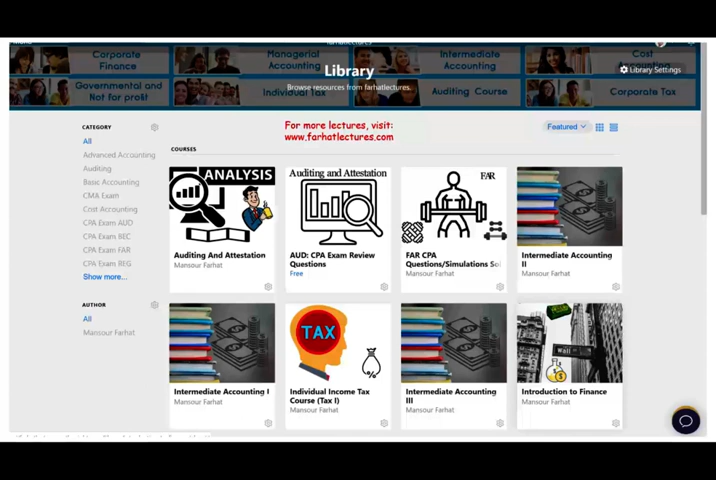 Corporate
Finance
Managerial
Accounting
Intermediate
Accounting
Cost
Accounting
Library
Library Settings
Browse resources from farhatlectures.
Governmental and
Not for profit
Individual Tax
Auditing Course
Corporate Tax
For more lectures, visit:
www.farhatlectures.com
Featured
CATEGORY
All
Advanced Accounting
Auditing
Basic Accounting
CMA Exam
Cost Accounting
CPA Exam AUD
CPA Exam BEC
CPA Exam FAR
CPA Exam REG
Show more...
AUTHOR
All
Mansour Farhat
COURSES
ANALYSIS
Auditing And Attestation
Mansour Farhat
Auditing and Attestation
AUD: CPA Exam Review
Questions
Free
FAR
FAR CPA
Questions/Simulations Sol
Mansour Farhat
Intermediate Accounting
II
Mansour Farhat
Intermediate Accounting I
Mansour Farhat
TAX
Individual Income Tax
Course (Tax I)
Mansour Farhat
Intermediate Accounting
III
Mansour Farhat
Wall
Introduction to Finance
Mansour Farhat